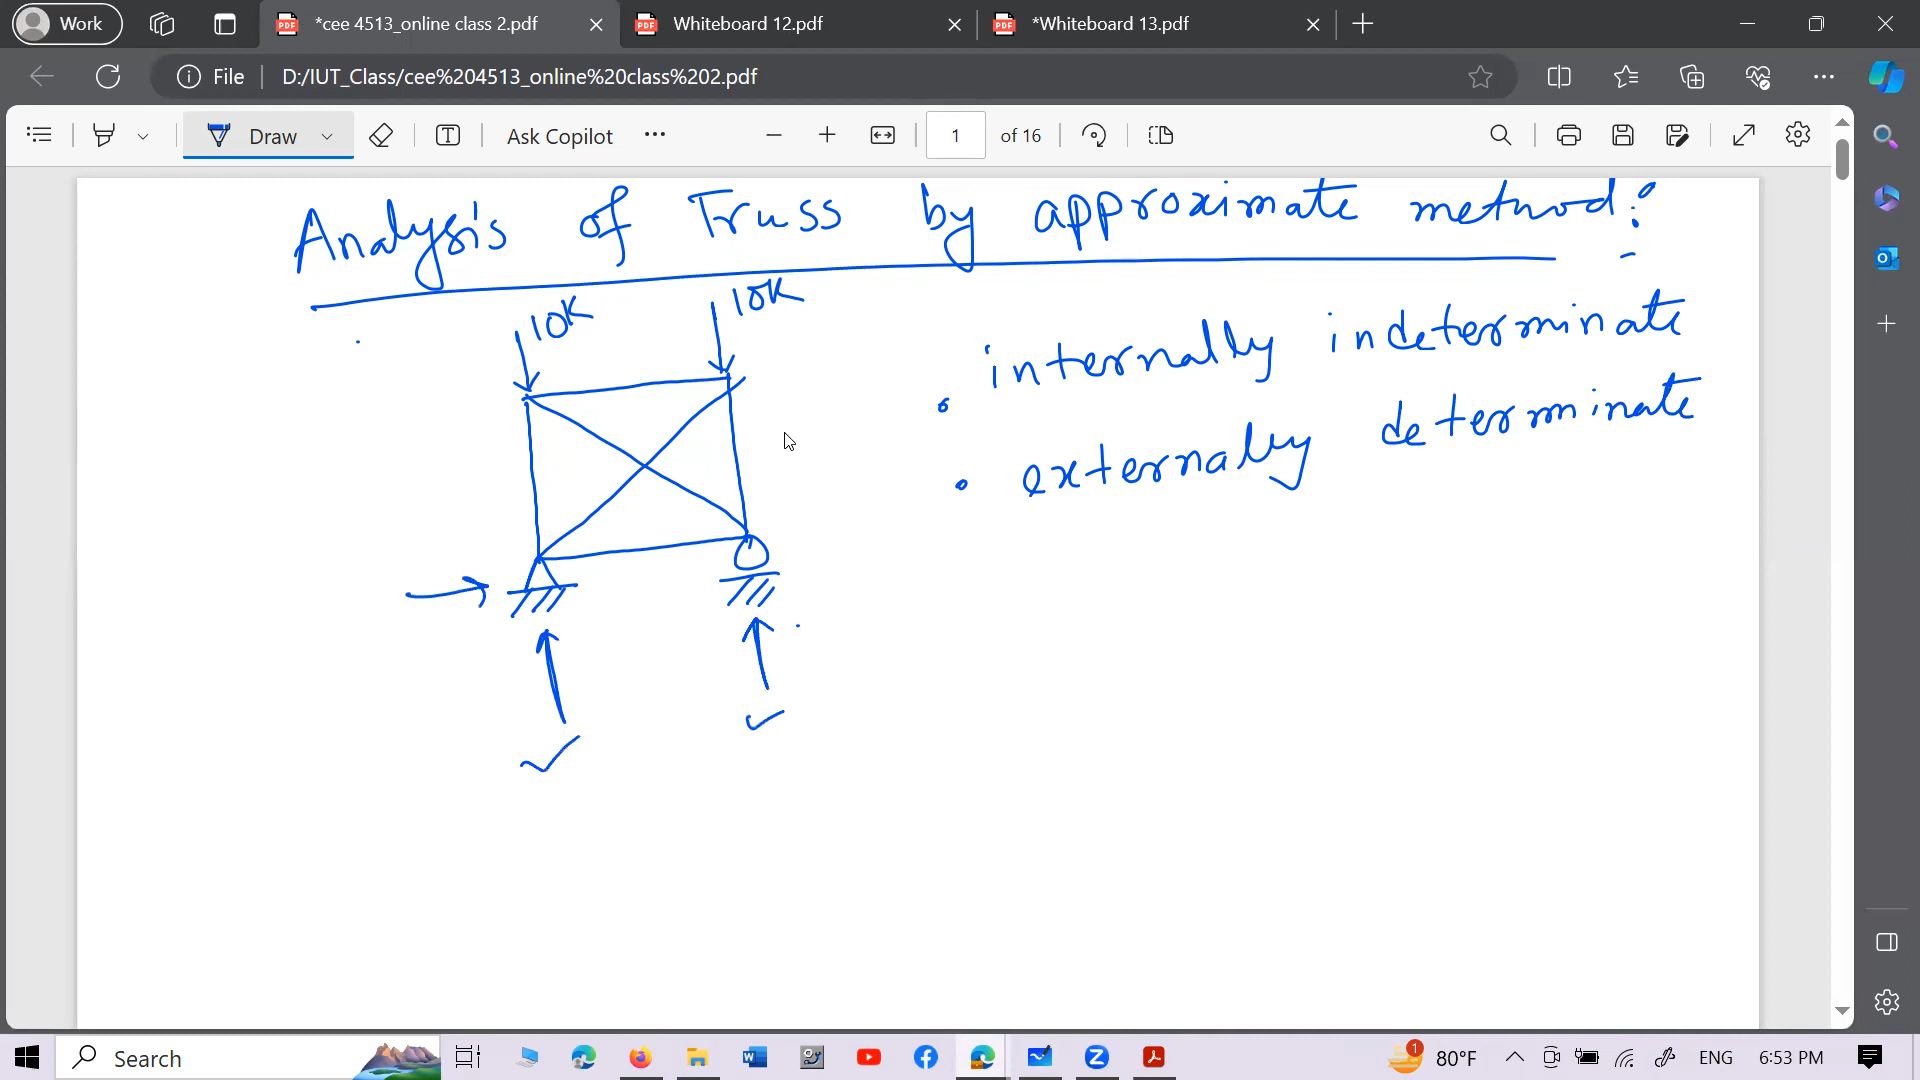 Work
*cee 4513_online class 2.pdf
Whiteboard 12.pdf
*Whiteboard 13.pdf
File
D:/IUT_Class/cee%204513_online%20class%202.pdf
Draw
Ask Copilot
1
of 16
Analysis of Truss by approximate method:
10K
10K
• internally indeterminate
• externally determinate
Search
1
80°F
ENG
6:53 PM